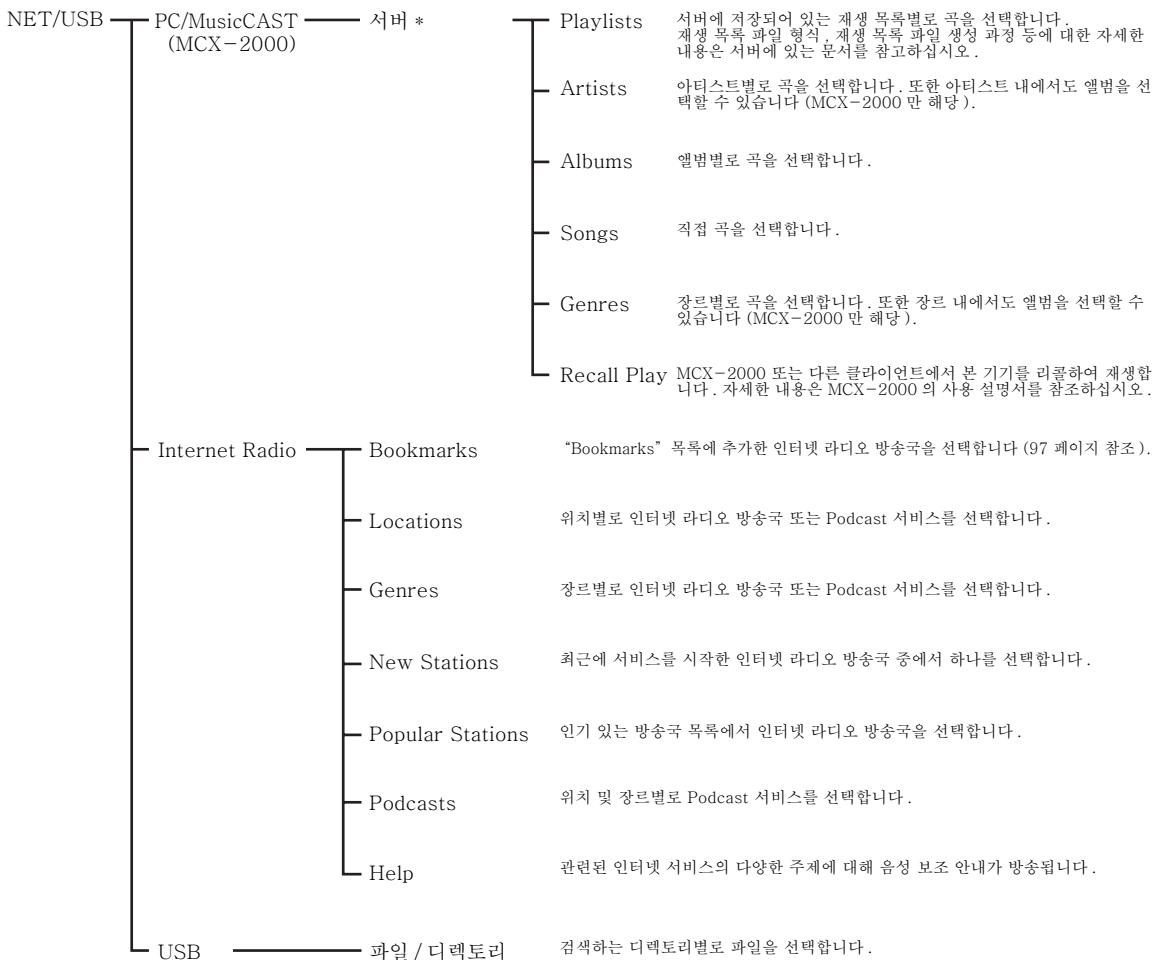 NET/USB
PC/MusicCAST
(MCX-2000)
서버 *
Playlists
서버에 저장되어 있는 재생 목록별로 곡을 선택합니다.
재생 목록 파일 형식, 재생 목록 파일 생성 과정 등에 대한 자세한
내용은 서버에 있는 문서를 참고하십시오.
Artists
아티스트별로 곡을 선택합니다. 또한 아티스트 내에서도 앨범을 선
택할 수 있습니다 (MCX-2000 만 해당).
Albums
앨범별로 곡을 선택합니다.
Songs
직접 곡을 선택합니다.
Genres
장르별로 곡을 선택합니다. 또한 장르 내에서도 앨범을 선택할 수
있습니다 (MCX-2000 만 해당).
Recall Play
MCX-2000 또는 다른 클라이언트에서 본 기기를 리콜하여 재생합
니다. 자세한 내용은 MCX-2000 의 사용 설명서를 참조하십시오.
Internet Radio
Bookmarks
“Bookmarks” 목록에 추가한 인터넷 라디오 방송국을 선택합니다 (97 페이지 참조).
Locations
위치별로 인터넷 라디오 방송국 또는 Podcast 서비스를 선택합니다.
Genres
장르별로 인터넷 라디오 방송국 또는 Podcast 서비스를 선택합니다.
New Stations
최근에 서비스를 시작한 인터넷 라디오 방송국 중에서 하나를 선택합니다.
Popular Stations
인기 있는 방송국 목록에서 인터넷 라디오 방송국을 선택합니다.
Podcasts
위치 및 장르별로 Podcast 서비스를 선택합니다.
Help
관련된 인터넷 서비스의 다양한 주제에 대해 음성 보조 안내가 방송됩니다.
USB
파일 / 디렉토리
검색하는 디렉토리별로 파일을 선택합니다.